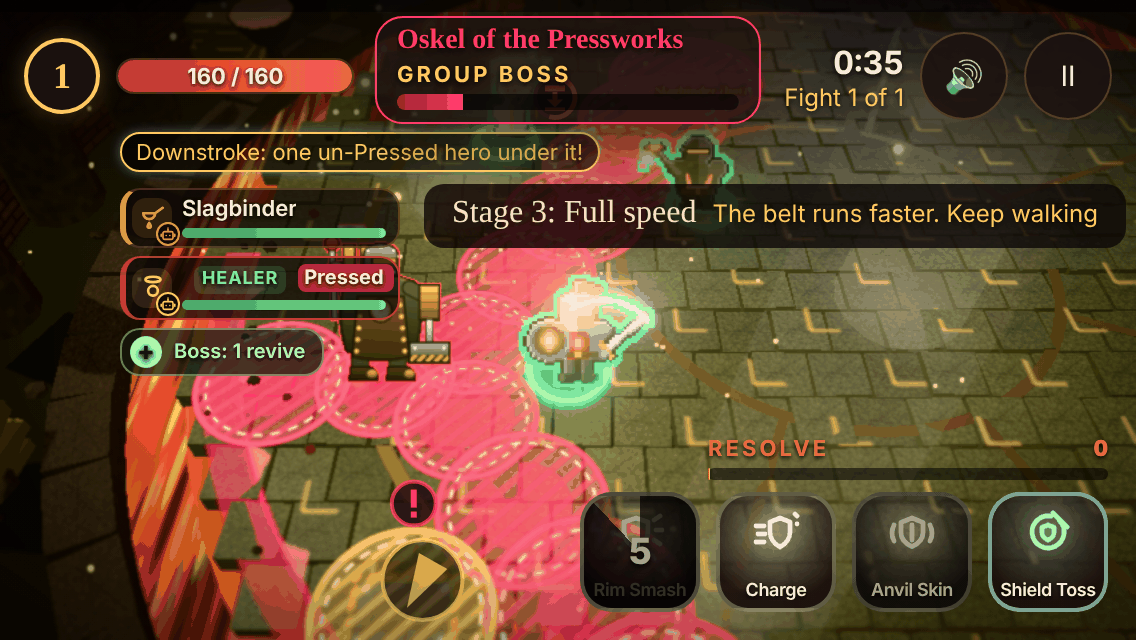 1
160 / 160
Oskel of the Pressworks
GROUP BOSS
0:35
Fight 1 of 1
Downstroke: one un-Pressed hero under it!
Slagbinder
Stage 3: Full speed The belt runs faster. Keep walking
HEALER Pressed
Boss: 1 revive
!
RESOLVE 0
5
Rim Smash
Charge
Anvil Skin
Shield Toss